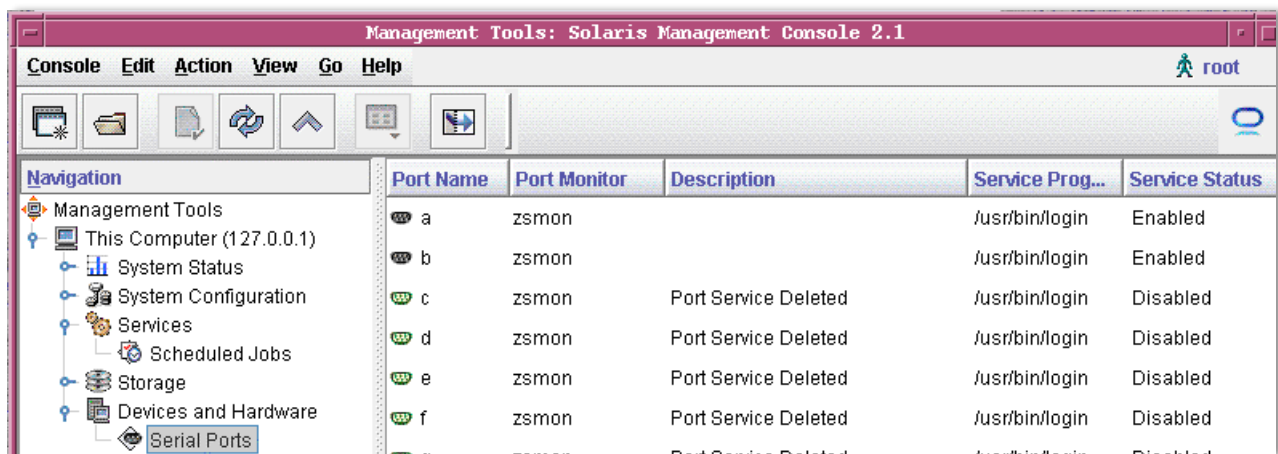 Management Tools: Solaris Management Console 2.1
Console Edit Action View Go Help root
Navigation
Management Tools
This Computer (127.0.0.1)
System Status
System Configuration
Services
Scheduled Jobs
Storage
Devices and Hardware
Serial Ports
Port Name Port Monitor Description Service Prog... Service Status
a zsmon /usr/bin/login Enabled
b zsmon /usr/bin/login Enabled
c zsmon Port Service Deleted /usr/bin/login Disabled
d zsmon Port Service Deleted /usr/bin/login Disabled
e zsmon Port Service Deleted /usr/bin/login Disabled
f zsmon Port Service Deleted /usr/bin/login Disabled